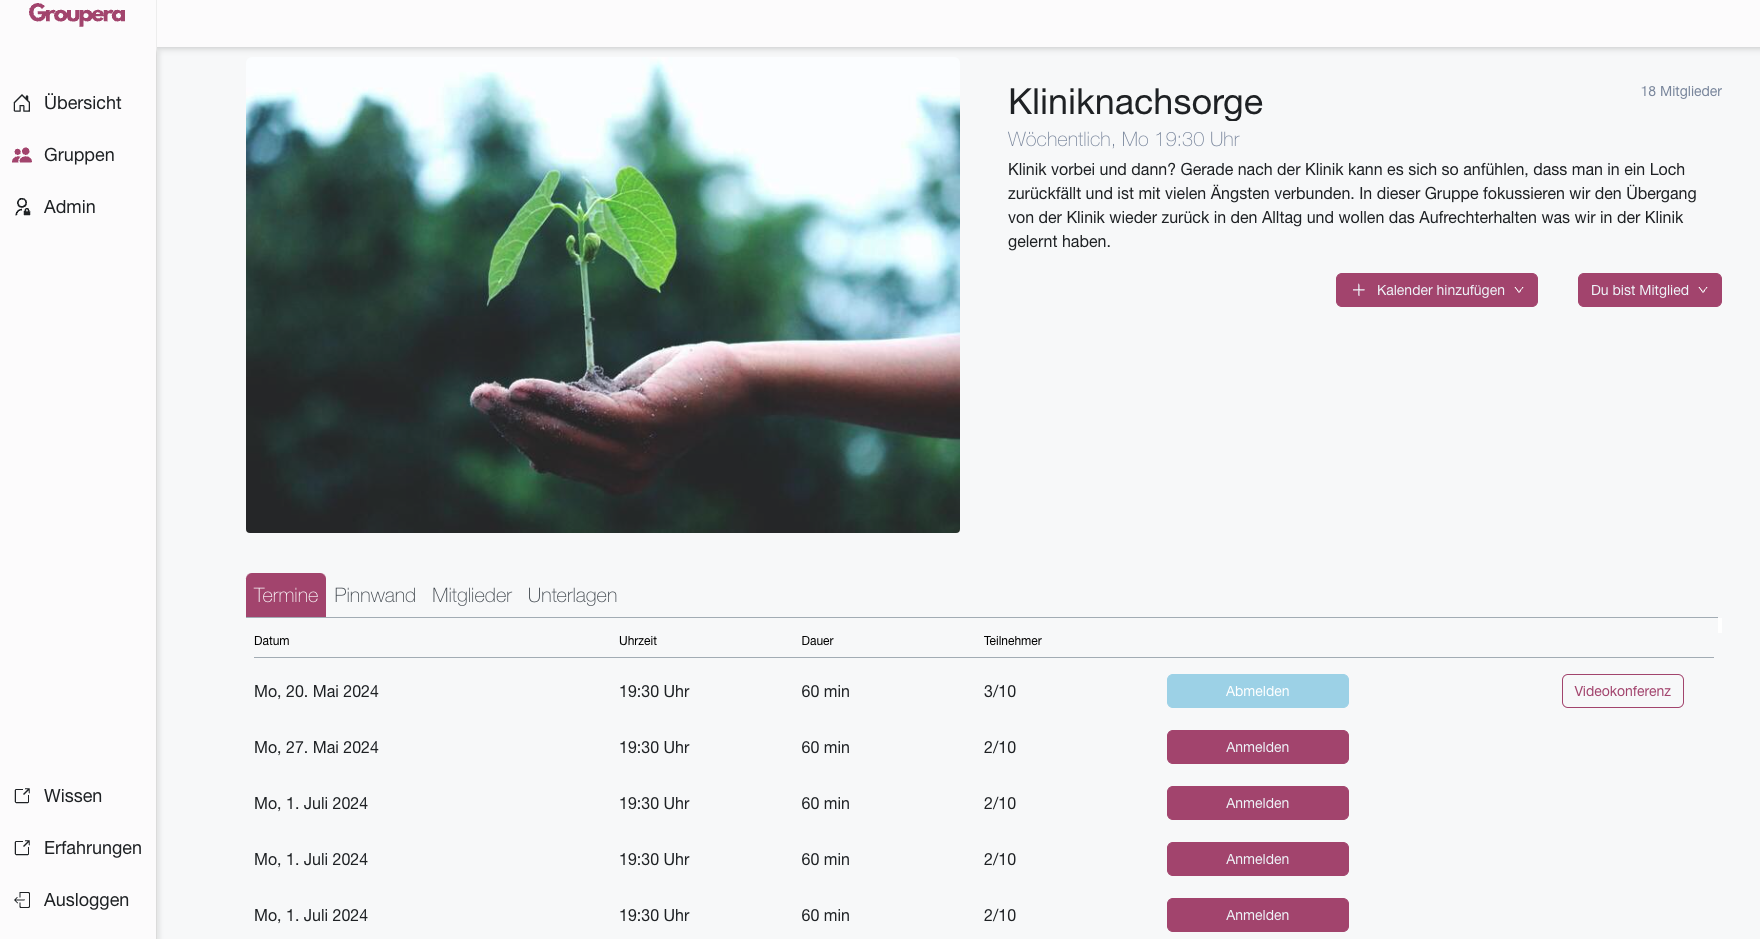 Groupera
Übersicht
Gruppen
Admin
Wissen
Erfahrungen
Ausloggen
Kliniknachsorge
18 Mitglieder
Wöchentlich, Mo 19:30 Uhr
Klinik vorbei und dann? Gerade nach der Klinik kann es sich so anfühlen, dass man in ein Loch
zurückfällt und ist mit vielen Ängsten verbunden. In dieser Gruppe fokussieren wir den Übergang
von der Klinik wieder zurück in den Alltag und wollen das Aufrechterhalten was wir in der Klinik
gelernt haben.
Kalender hinzufügen
Du bist Mitglied
Termine Pinnwand Mitglieder Unterlagen
Datum Uhrzeit Dauer Teilnehmer
Mo, 20. Mai 2024 19:30 Uhr 60 min 3/10 Abmelden Videokonferenz
Mo, 27. Mai 2024 19:30 Uhr 60 min 2/10 Anmelden
Mo, 1. Juli 2024 19:30 Uhr 60 min 2/10 Anmelden
Mo, 1. Juli 2024 19:30 Uhr 60 min 2/10 Anmelden
Mo, 1. Juli 2024 19:30 Uhr 60 min 2/10 Anmelden